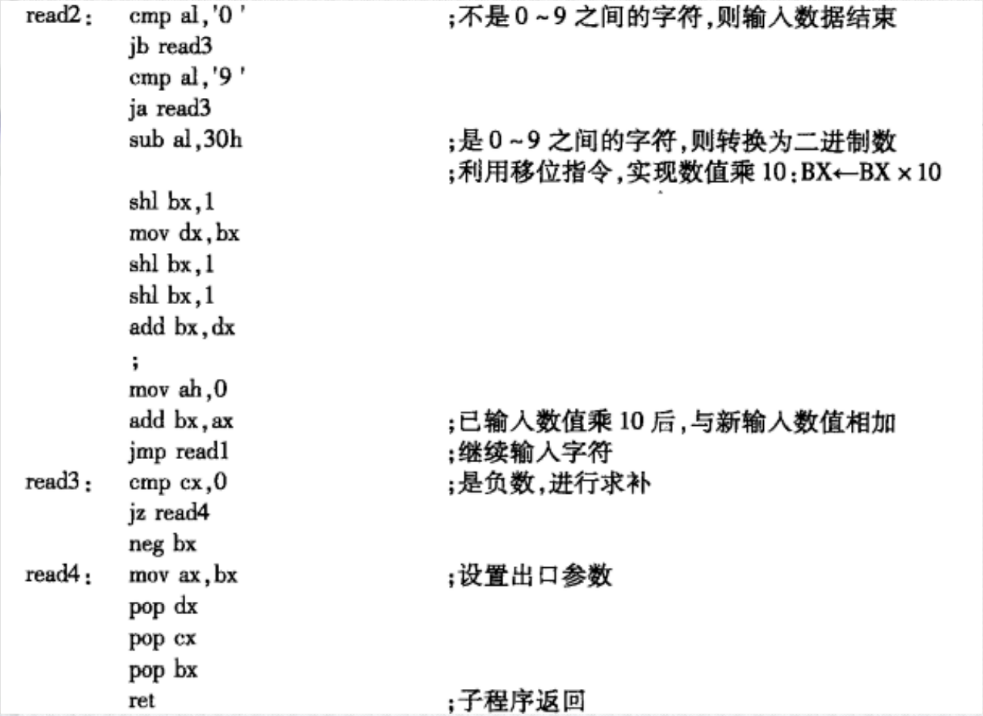 read2: cmp al,'0' ;不是0~9之间的字符,则输入数据结束
jb read3
cmp al,'9'
ja read3
sub al,30h ;是0~9之间的字符,则转换为二进制数
;利用移位指令,实现数值乘10:BX←BX×10
shl bx,1
mov dx,bx
shl bx,1
shl bx,1
add bx,dx
;
mov ah,0
add bx,ax ;已输入数值乘10后,与新输入数值相加
jmp read1 ;继续输入字符
read3: cmp cx,0 ;是负数,进行求补
jz read4
neg bx
read4: mov ax,bx ;设置出口参数
pop dx
pop cx
pop bx
ret ;子程序返回